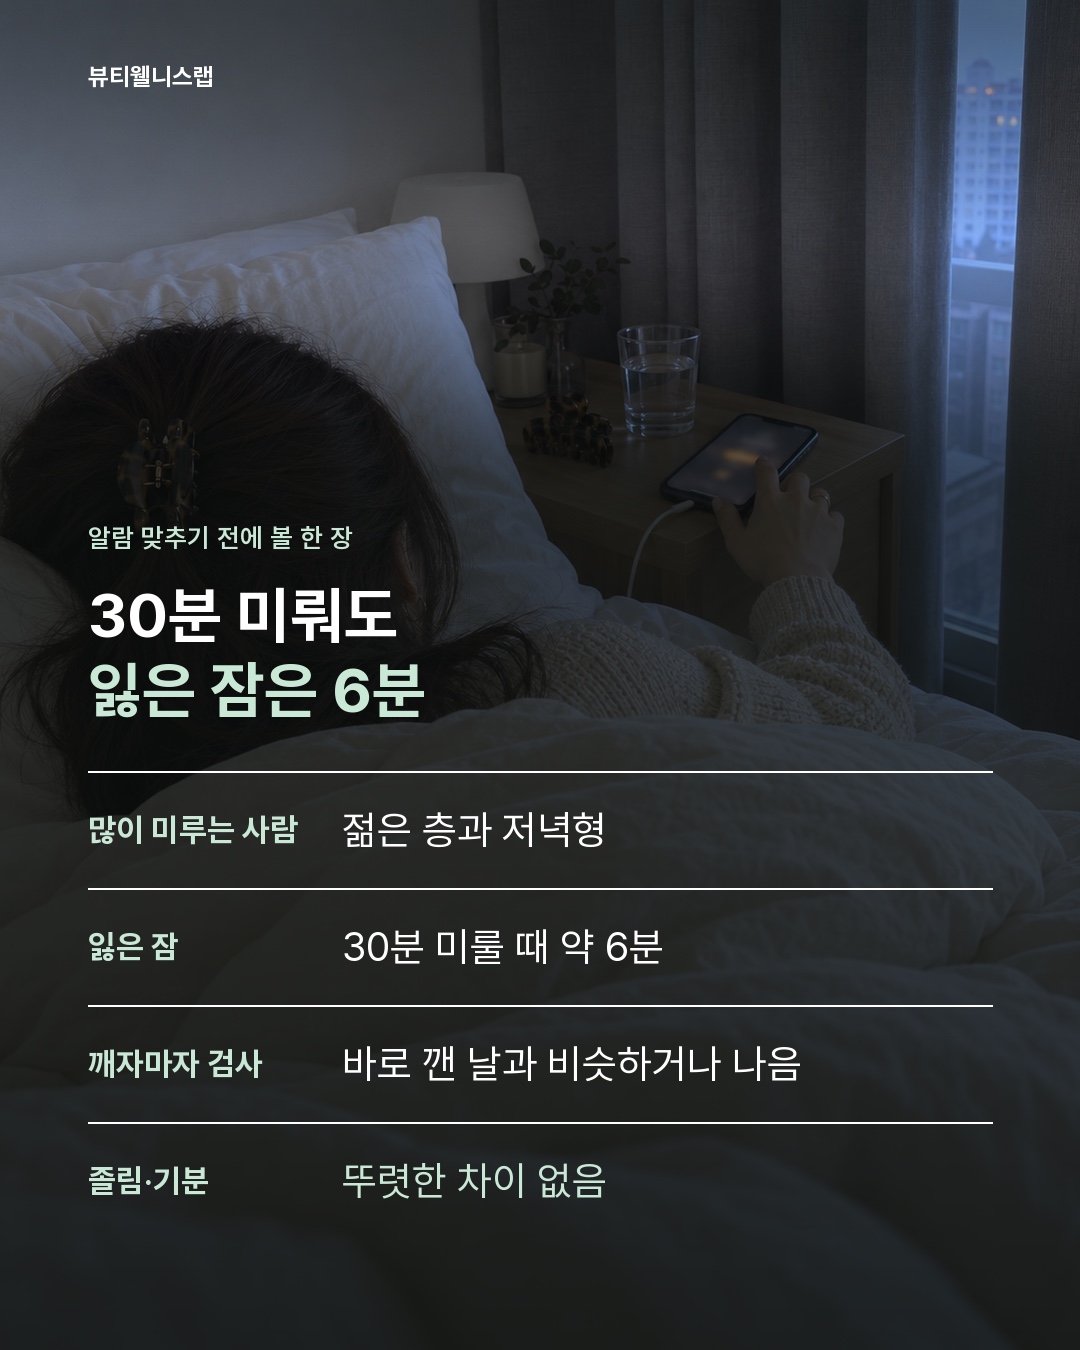 뷰티웰니스랩
알람 맞추기 전에 볼 한 장
30분 미뤄도
잃은 잠은 6분
많이 미루는 사람 젊은 층과 저녁형
잃은 잠 30분 미룰 때 약 6분
깨자마자 검사 바로 깬 날과 비슷하거나 나음
졸림·기분 뚜렷한 차이 없음